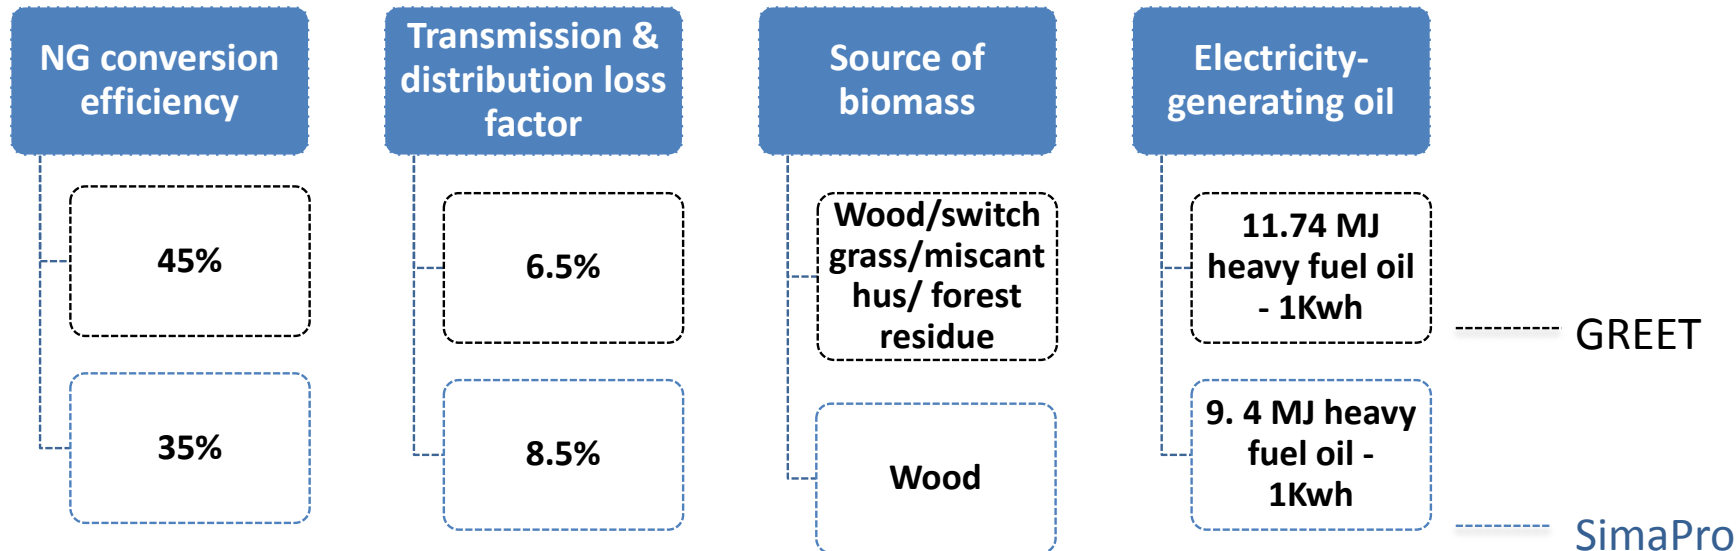 NG conversion
efficiency
45%
35%
Transmission &
distribution loss
factor
6.5%
8.5%
Source of
biomass
Wood/switch
grass/miscant
hus/ forest
residue
Wood
Electricity-
generating oil
11.74 MJ
heavy fuel oil
- 1Kwh
9. 4 MJ heavy
fuel oil -
1Kwh
GREET
SimaPro